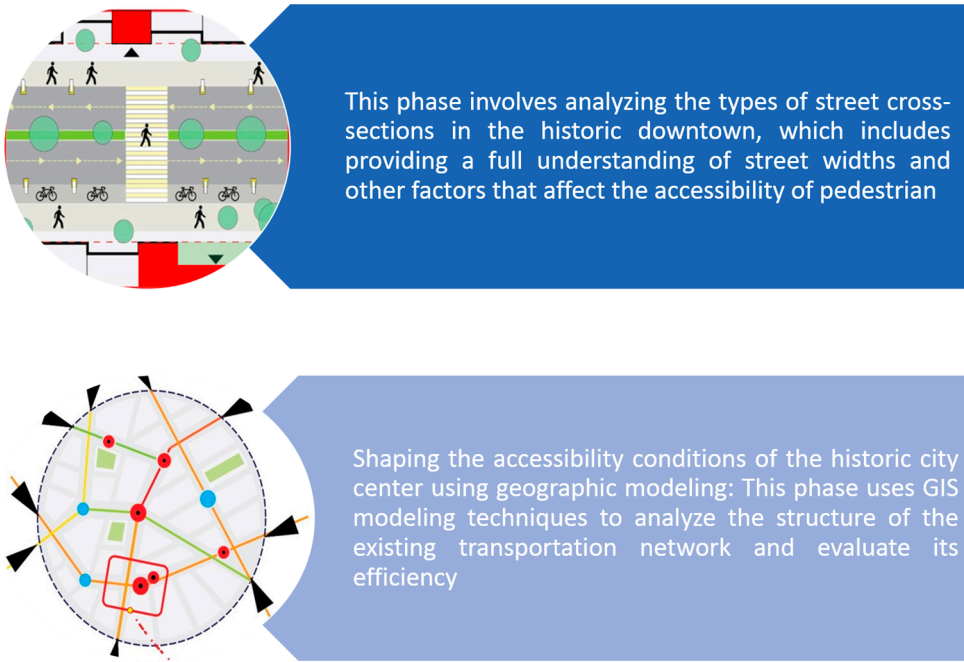 This phase involves analyzing the types of street cross-
sections in the historic downtown, which includes
providing a full understanding of street widths and
other factors that affect the accessibility of pedestrian
Shaping the accessibility conditions of the historic city
center using geographic modeling: This phase uses GIS
modeling techniques to analyze the structure of the
existing transportation network and evaluate its
efficiency